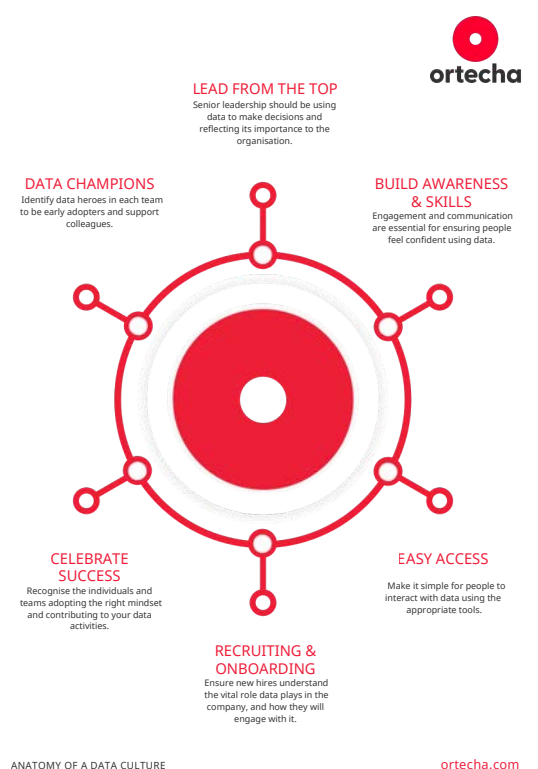 ortecha
LEAD FROM THE TOP
Senior leadership should be using
data to make decisions and
reflecting its importance to the
organisation.
DATA CHAMPIONS
Identify data heroes in each team
to be early adopters and support
colleagues.
BUILD AWARENESS
& SKILLS
Engagement and communication
are essential for ensuring people
feel confident using data.
CELEBRATE
SUCCESS
Recognise the individuals and
teams adopting the right mindset
and contributing to your data
activities.
EASY ACCESS
Make it simple for people to
interact with data using the
appropriate tools.
RECRUITING &
ONBOARDING
Ensure new hires understand
the vital role data plays in the
company, and how they will
engage with it.
ANATOMY OF A DATA CULTURE
ortecha.com